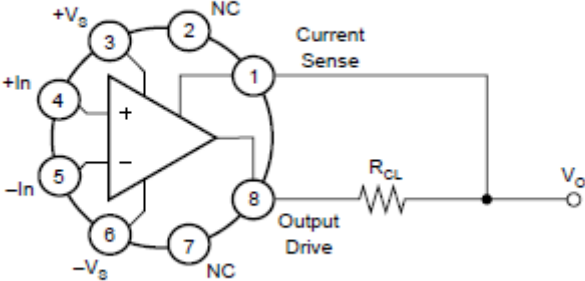 +VS
NC
3
2
Current
Sense
1
+In
4
+
–
–In
5
8
RCL
VO
Output
Drive
6
7
–VS
NC